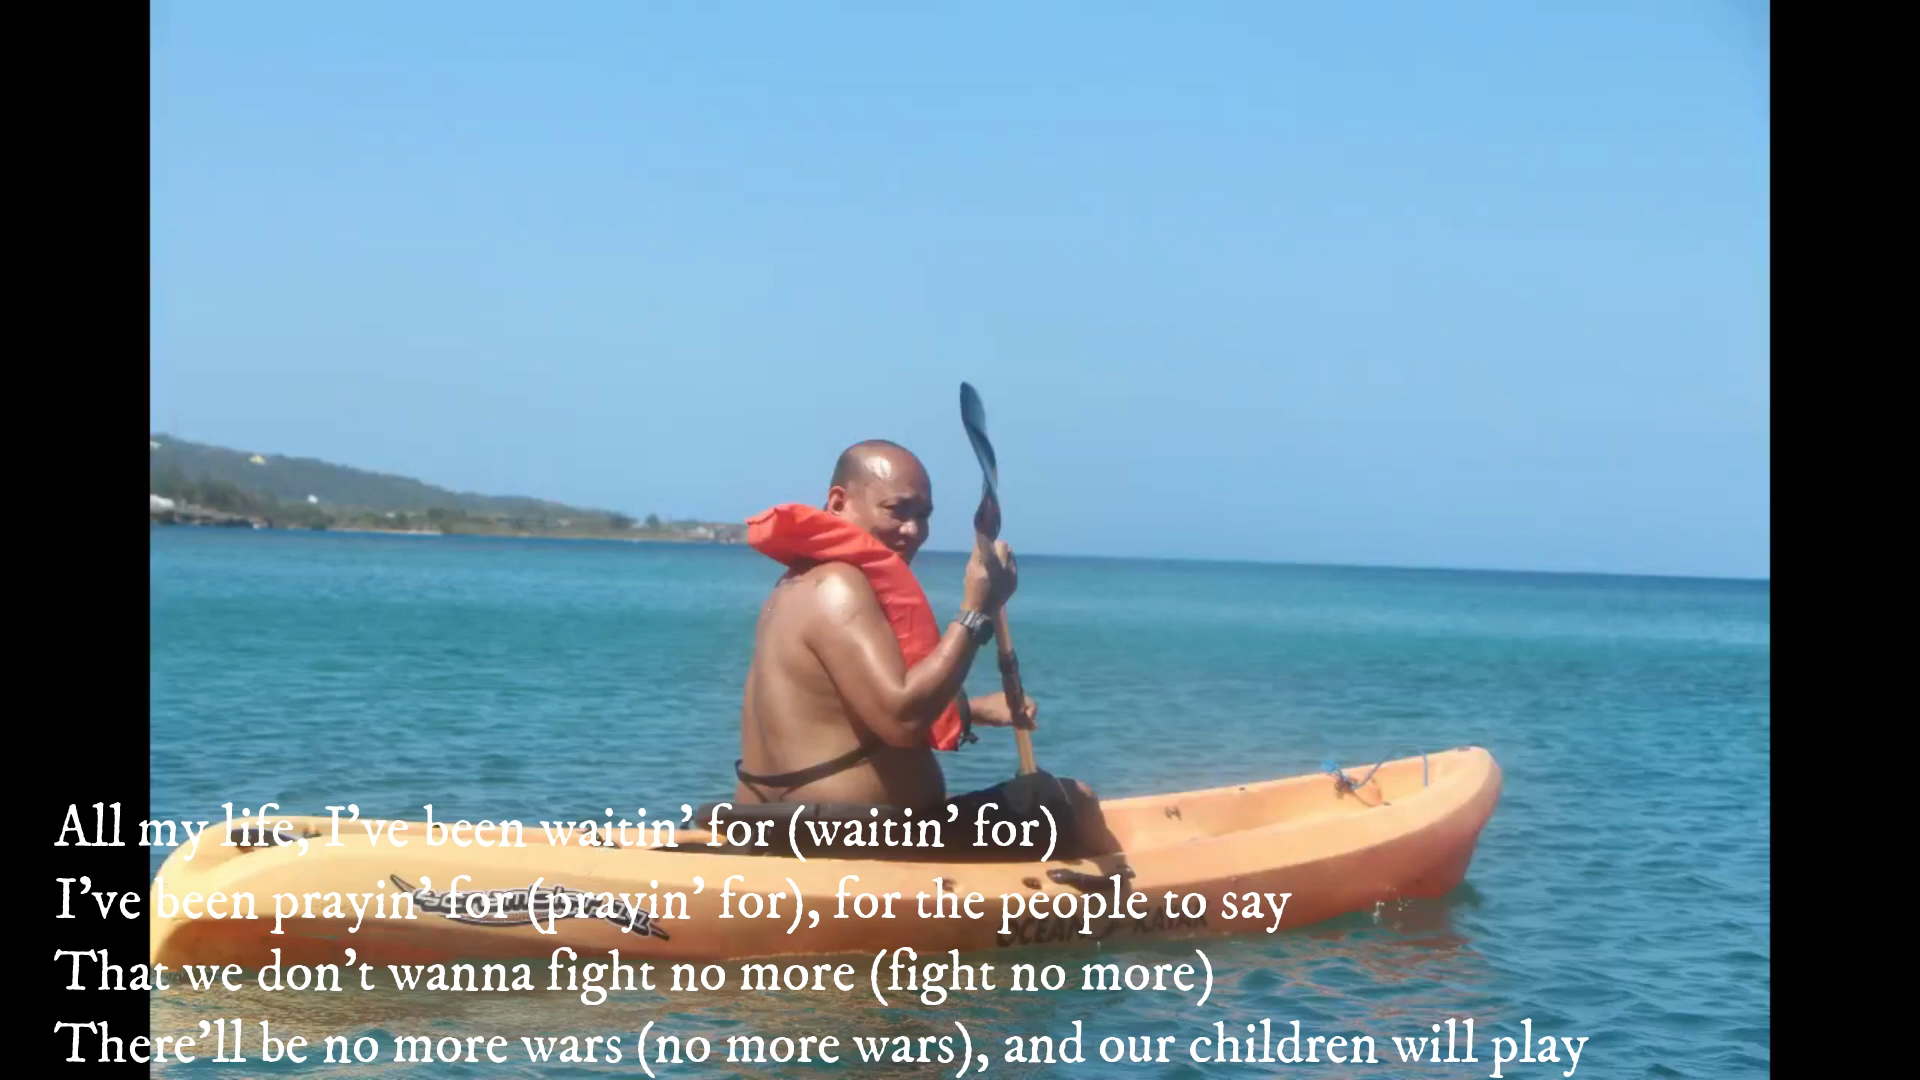 All my life, I've been waitin' for (waitin' for)
I've been prayin' for (prayin' for), for the people to say
That we don't wanna fight no more (fight no more)
There'll be no more wars (no more wars), and our children will play
OCEAN KAYAK